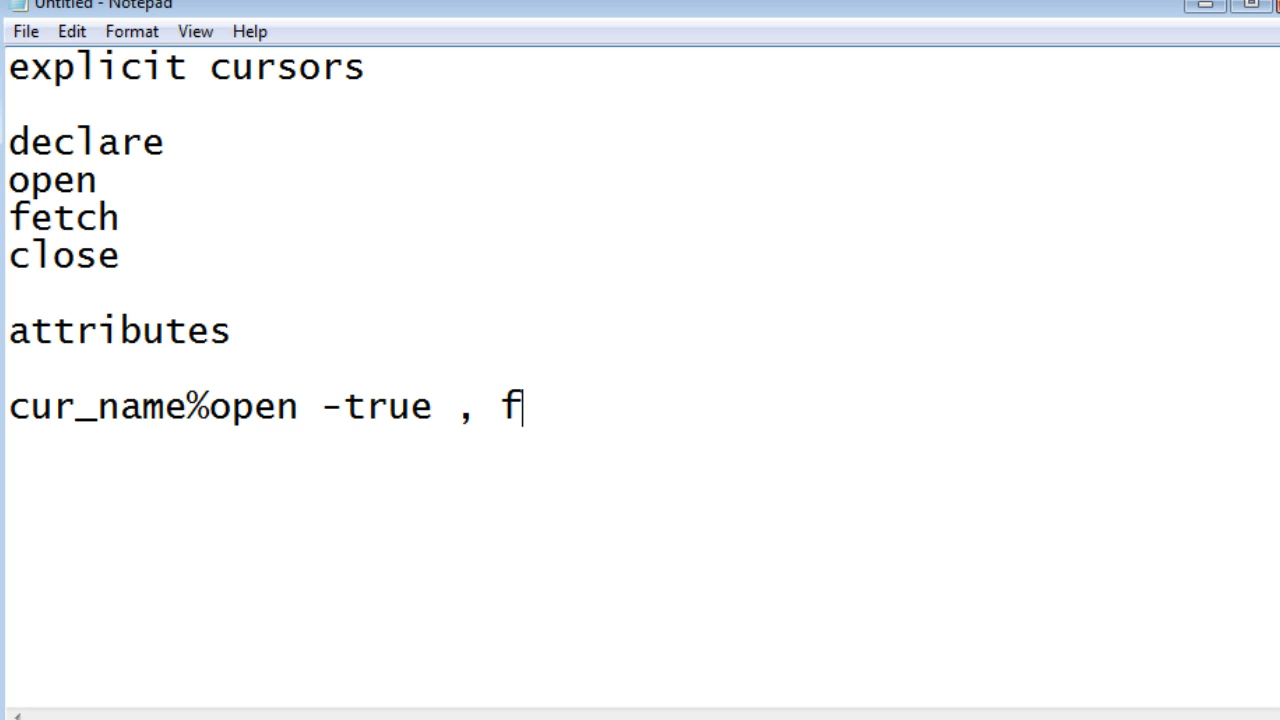 Untitled - Notepad
File Edit Format View Help
explicit cursors
declare
open
fetch
close
attributes
cur_name%open -true , f